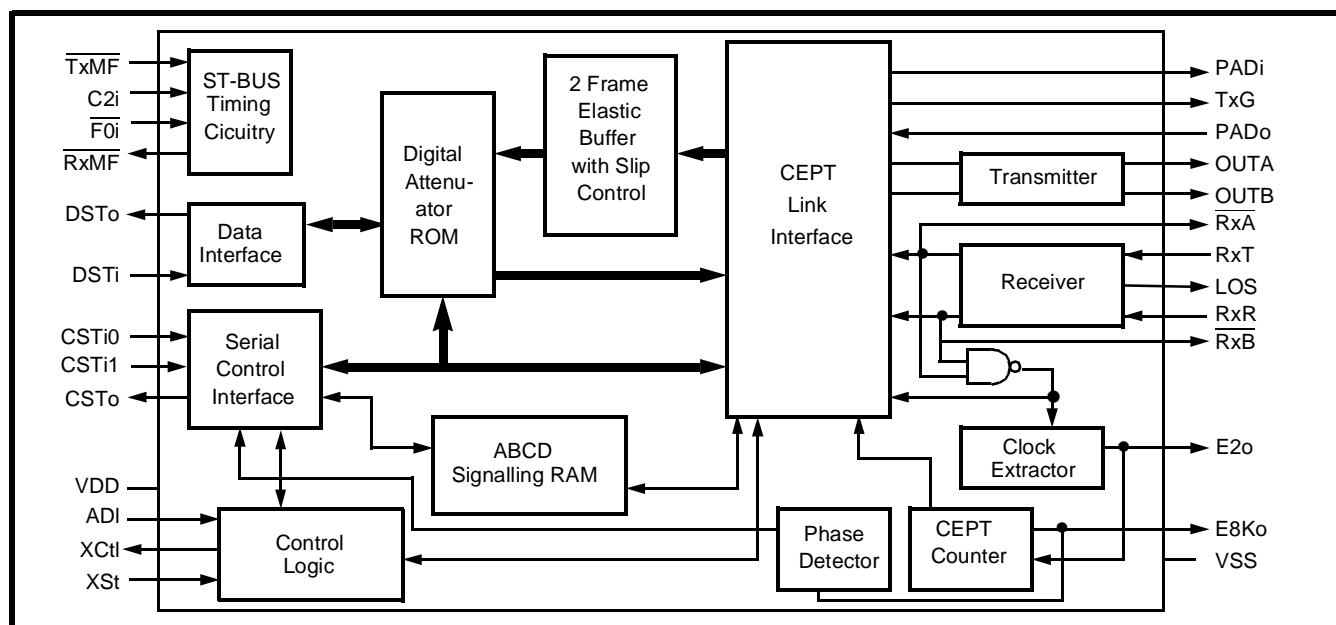 TxMF
C2i
F0i
RxMF
DSTo
DSTi
CSTi0
CSTi1
CSTo
VDD
ADI
XCtl
XSt
ST-BUS
Timing
Cicuitry
Data
Interface
Serial
Control
Interface
Control
Logic
Digital
Attenu-
ator
ROM
2 Frame
Elastic
Buffer
with Slip
Control
ABCD
Signalling RAM
CEPT
Link
Interface
Phase
Detector
Transmitter
Receiver
Clock
Extractor
CEPT
Counter
PADi
TxG
PADo
OUTA
OUTB
RxA
RxT
LOS
RxR
RxB
E2o
E8Ko
VSS